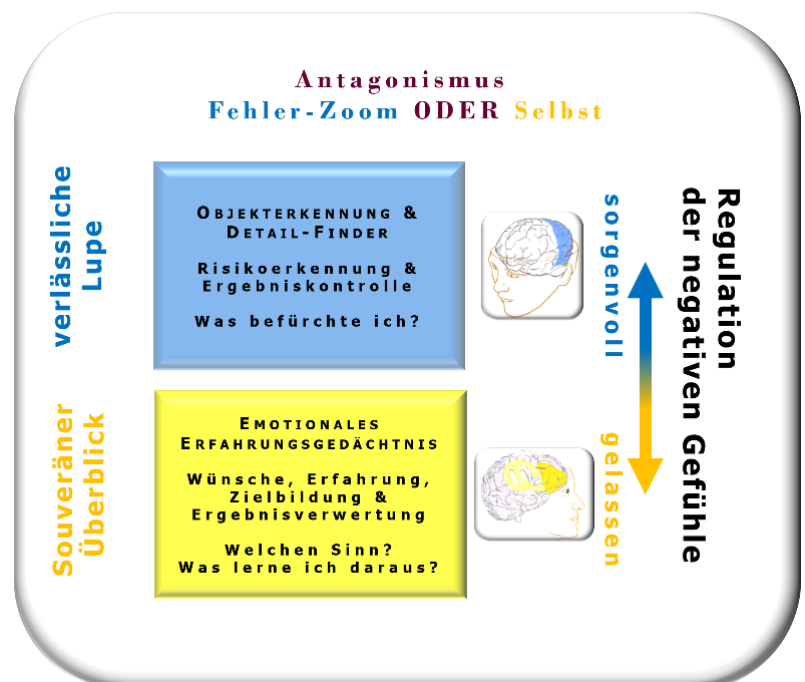 Antagonismus
Fehler-Zoom ODER Selbst
verlässliche
Lupe
OBJEKTERKENNUNG &
DETAIL-FINDER
Risikoerkennung &
Ergebniskontrolle
Was befürchte ich?
sorgenvoll
Regulation
der negativen Gefühle
Souveräner
Überblick
EMOTIONALES
ERFAHRUNGSGEDÄCHTNIS
Wünsche, Erfahrung,
Zielbildung &
Ergebnisverwertung
Welchen Sinn?
Was lerne ich daraus?
gelassen